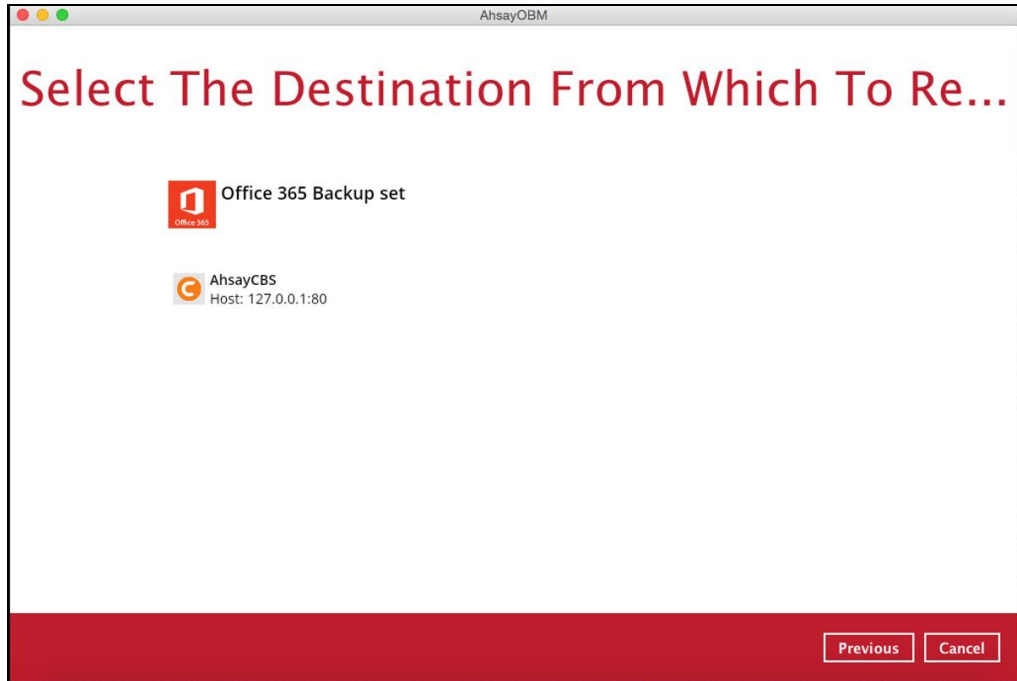 AhsayOBM
Select The Destination From Which To Re...
Office 365 Backup set
Office 365
AhsayCBS
Host: 127.0.0.1:80
Previous
Cancel